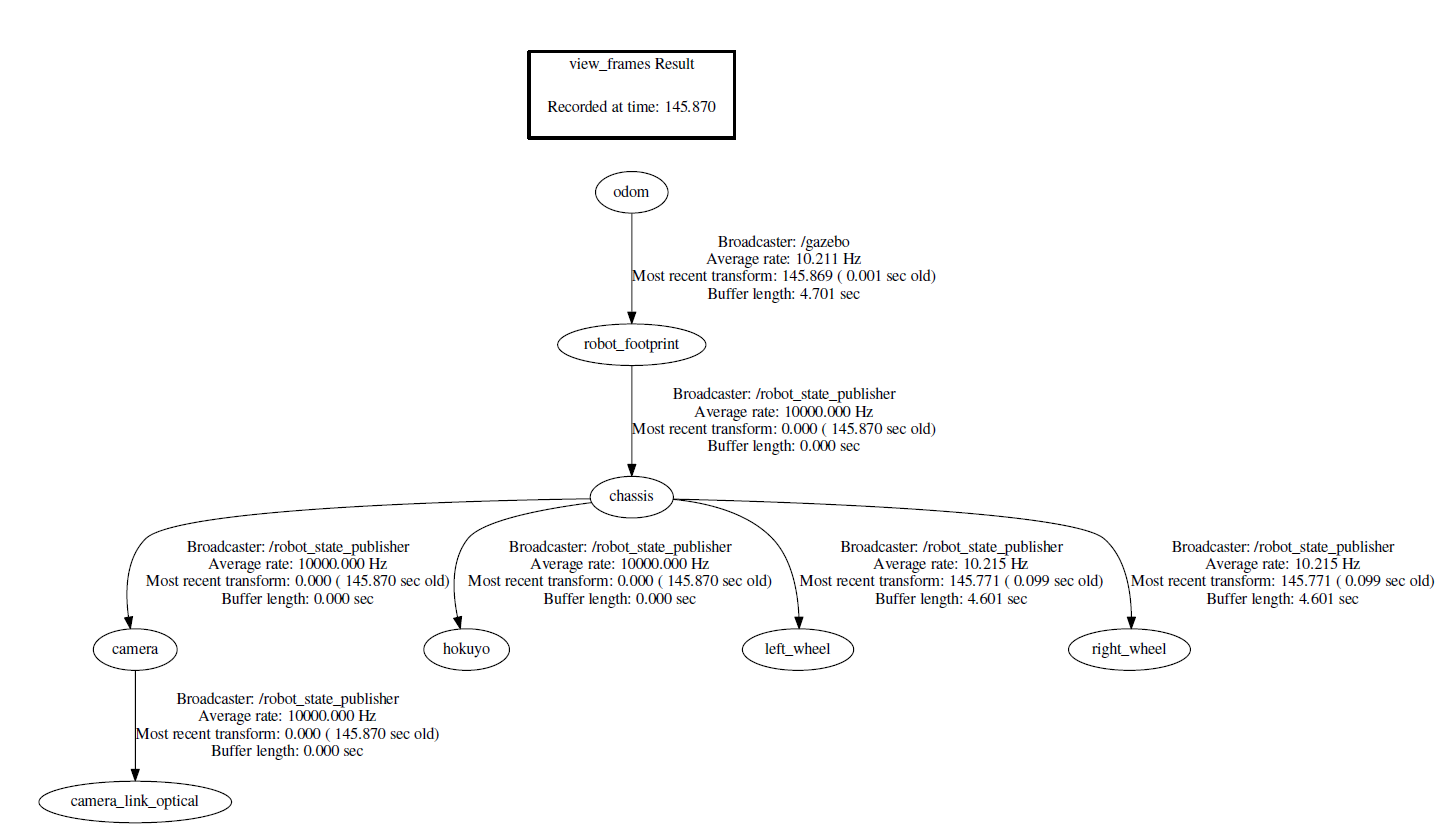 view_frames Result
Recorded at time: 145.870
odom
Broadcaster: /gazebo
Average rate: 10.211 Hz
Most recent transform: 145.869 ( 0.001 sec old)
Buffer length: 4.701 sec
robot_footprint
Broadcaster: /robot_state_publisher
Average rate: 10000.000 Hz
Most recent transform: 0.000 ( 145.870 sec old)
Buffer length: 0.000 sec
chassis
Broadcaster: /robot_state_publisher
Average rate: 10000.000 Hz
Most recent transform: 0.000 ( 145.870 sec old)
Buffer length: 0.000 sec
Broadcaster: /robot_state_publisher
Average rate: 10000.000 Hz
Most recent transform: 0.000 ( 145.870 sec old)
Buffer length: 0.000 sec
Broadcaster: /robot_state_publisher
Average rate: 10.215 Hz
Most recent transform: 145.771 ( 0.099 sec old)
Buffer length: 4.601 sec
Broadcaster: /robot_state_publisher
Average rate: 10.215 Hz
Most recent transform: 145.771 ( 0.099 sec old)
Buffer length: 4.601 sec
camera
hokuyo
left_wheel
right_wheel
Broadcaster: /robot_state_publisher
Average rate: 10000.000 Hz
Most recent transform: 0.000 ( 145.870 sec old)
Buffer length: 0.000 sec
camera_link_optical